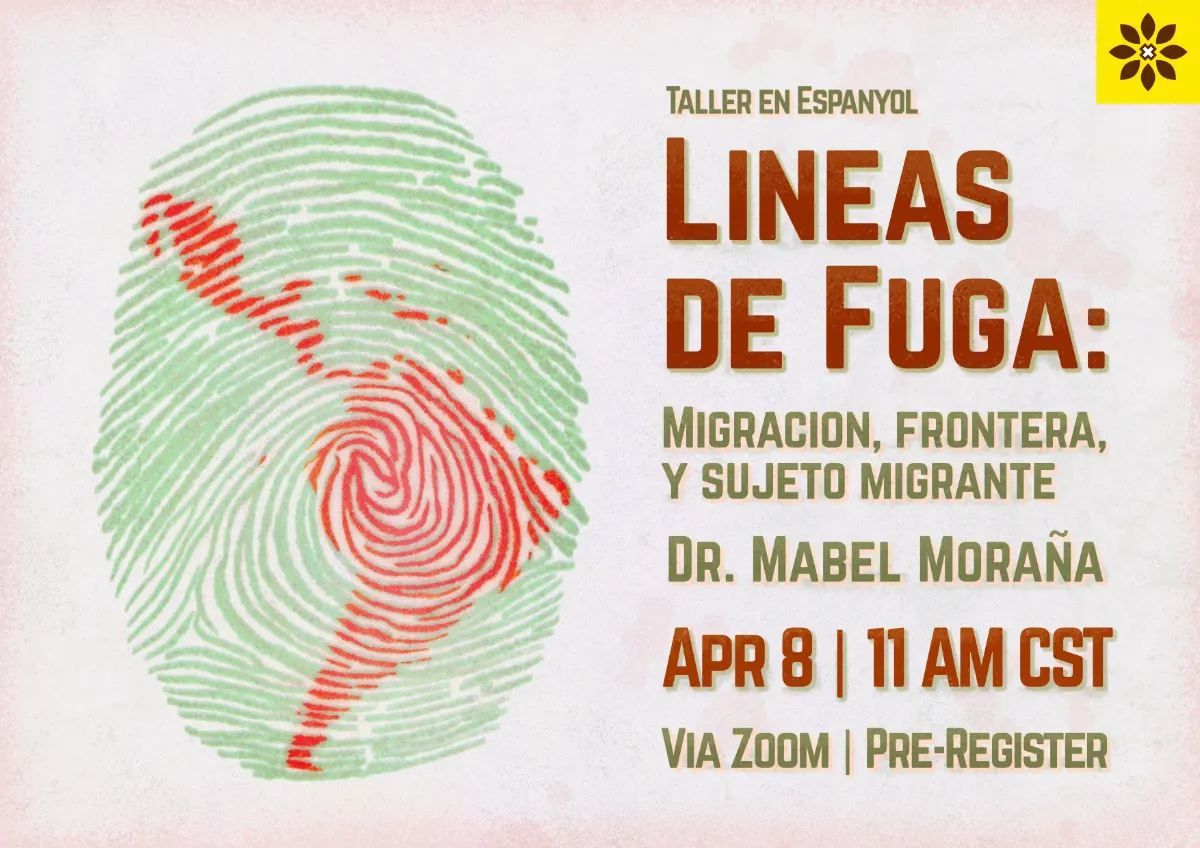 Taller en Espanyol
Lineas
de Fuga:
Migracion, frontera,
y sujeto migrante
Dr. Mabel Moraña
Apr 8 | 11 AM CST
Via Zoom | Pre-Register